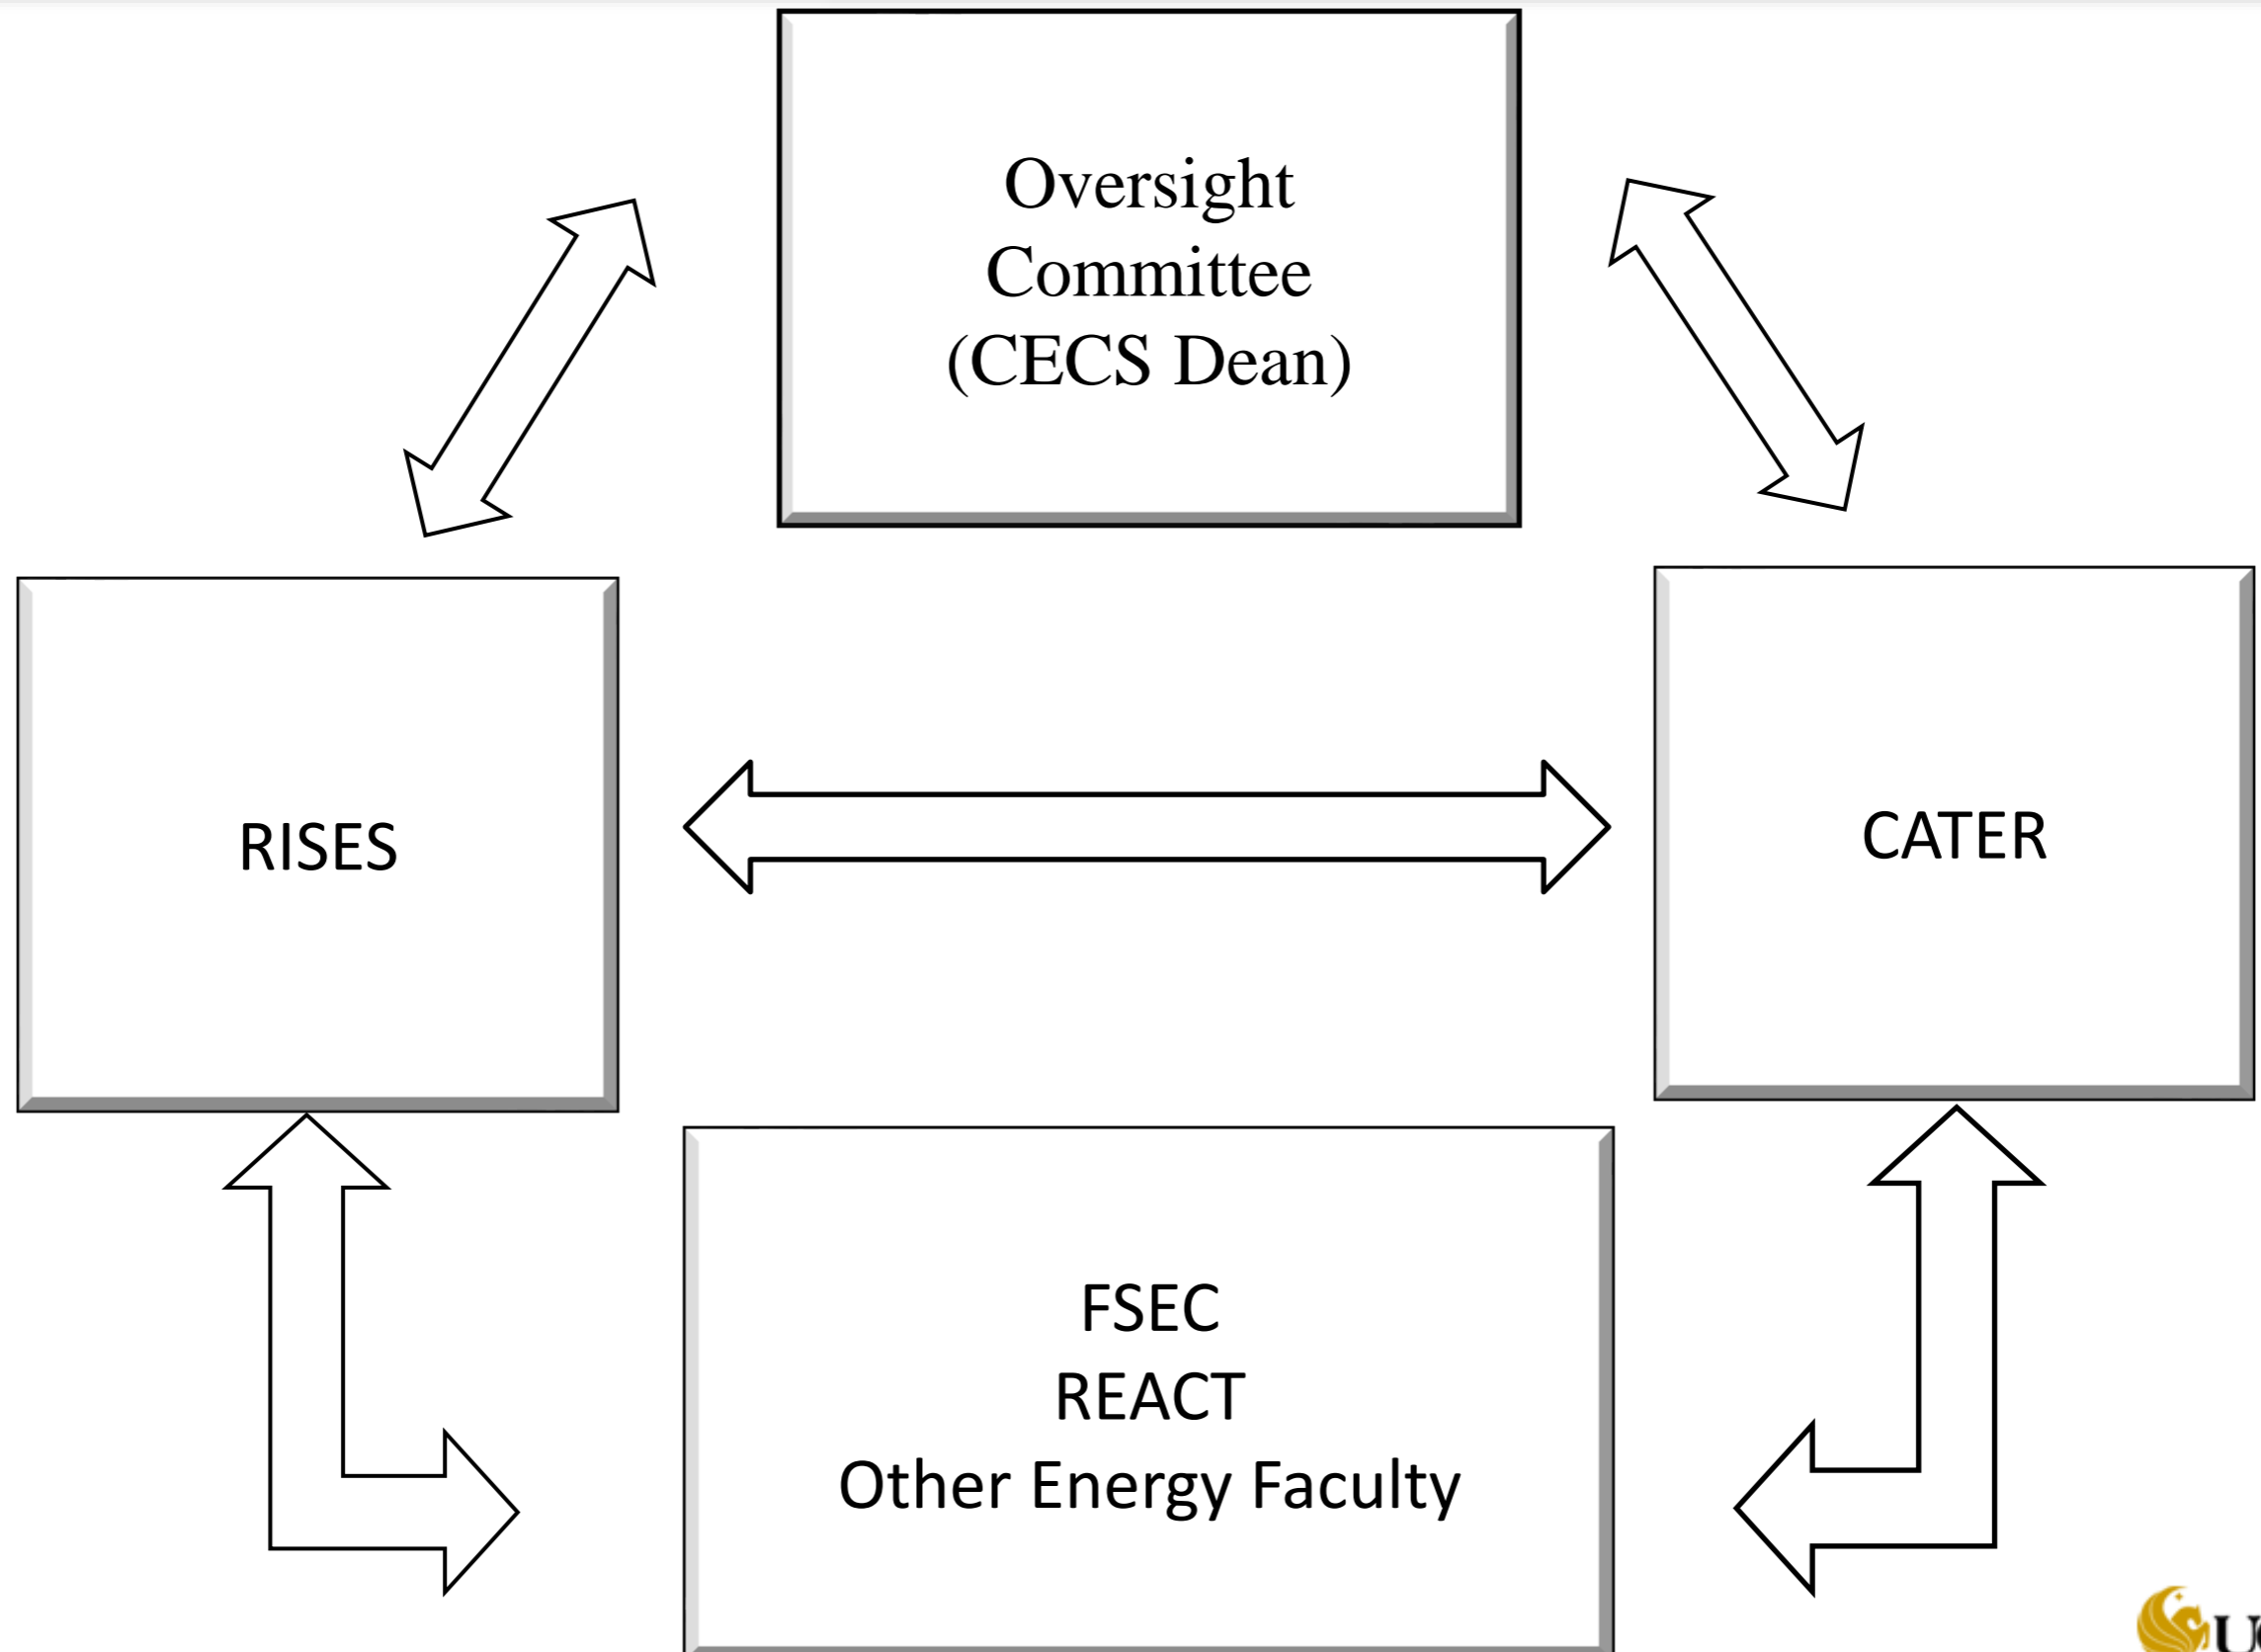 Oversight
Committee
(CECS Dean)
RISES
CATER
FSEC
REACT
Other Energy Faculty